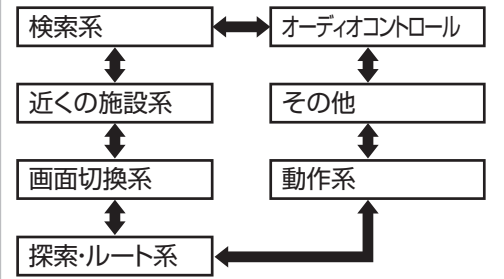 検索系
オーディオコントロール
近くの施設系
その他
画面切換系
動作系
探索・ルート系